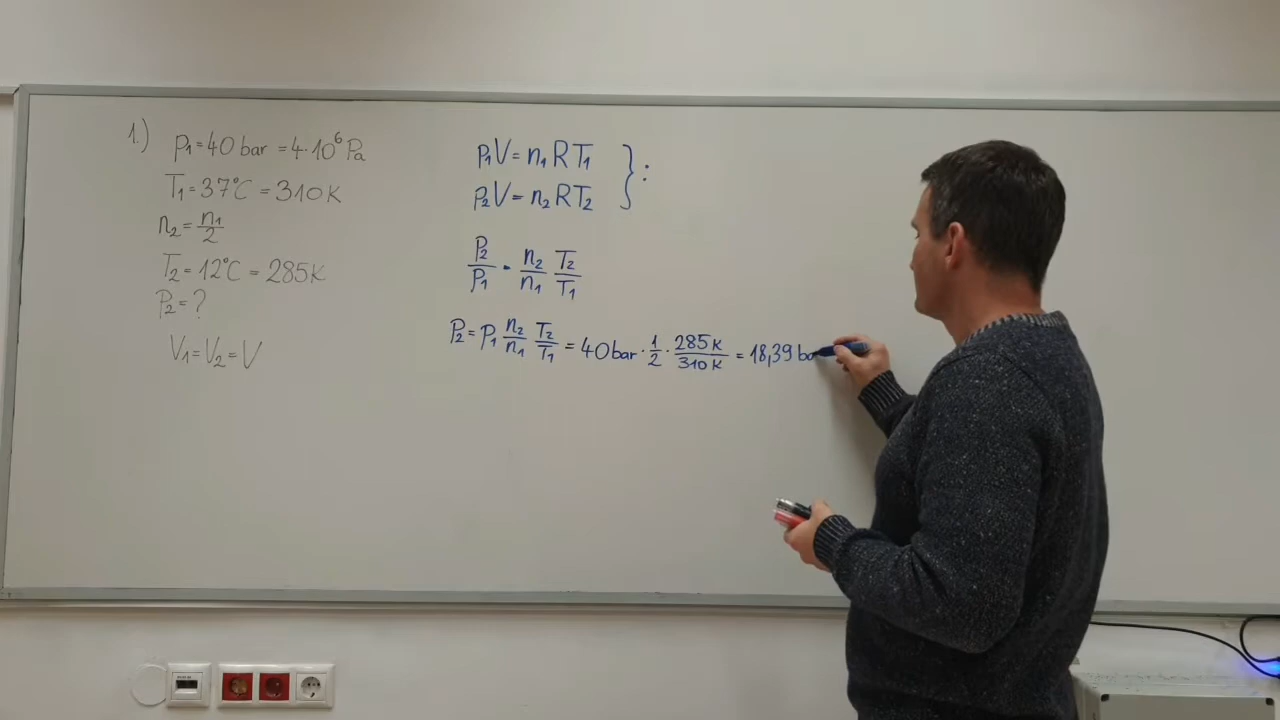 1.)
p₁ = 40 bar = 4·10⁶ Pa
T₁ = 37°C = 310 K
n₂ = n₁/2
T₂ = 12°C = 285 K
P₂ = ?
V₁ = V₂ = V
p₁V = n₁RT₁ } :
p₂V = n₂RT₂
P₂/P₁ = n₂/n₁ T₂/T₁
P₂ = P₁ n₂/n₁ T₂/T₁ = 40 bar · 1/2 · 285 K/310 K = 18,39 ba